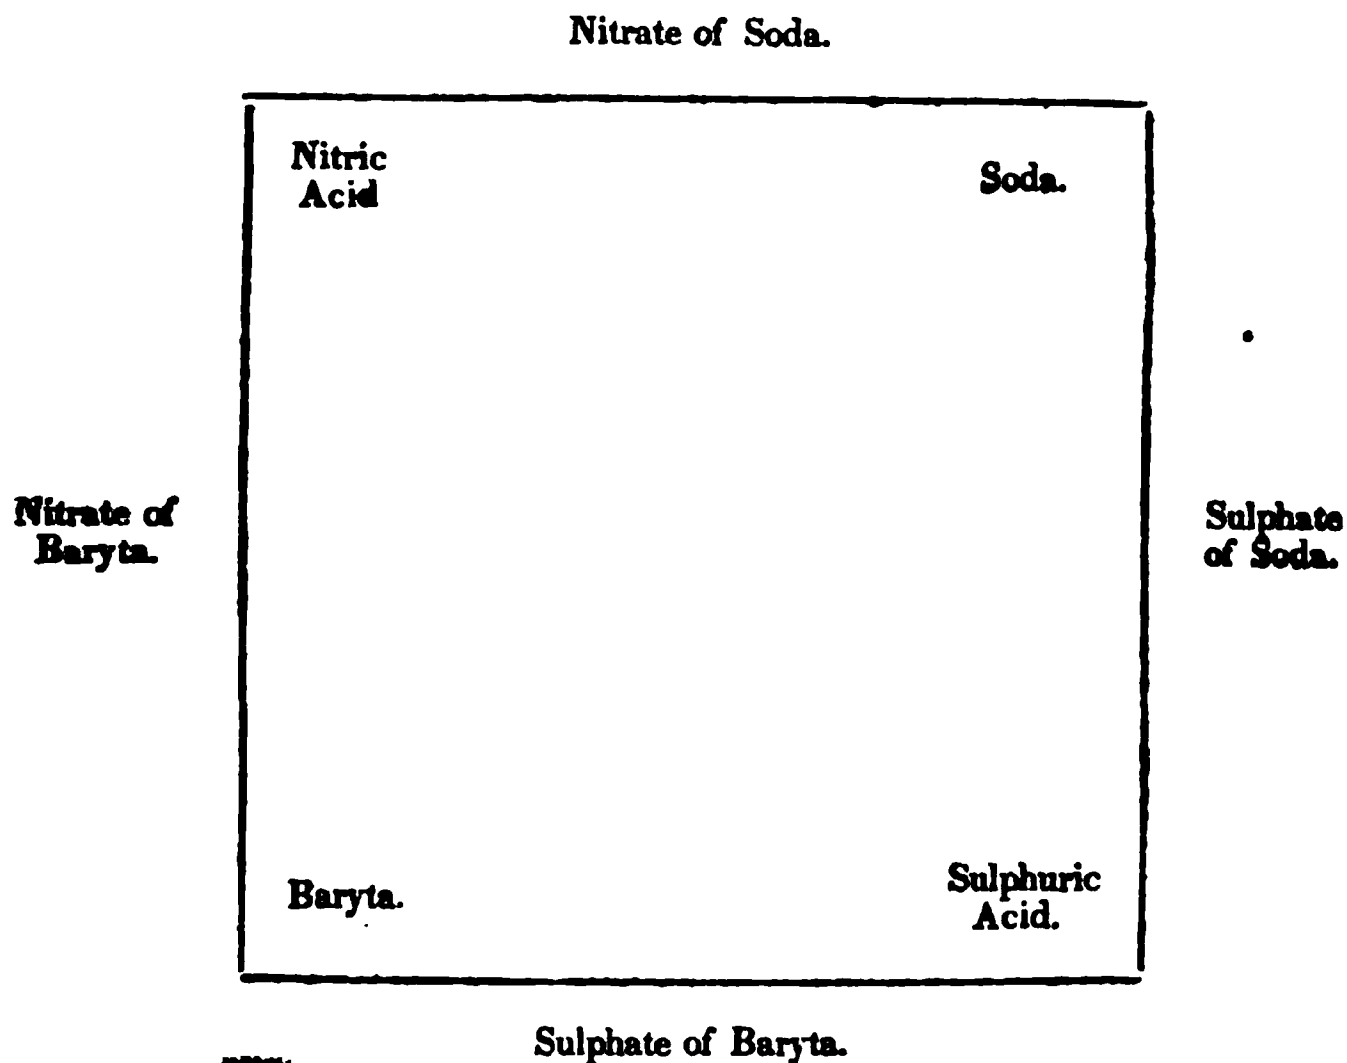 Nitrate of Soda.
Nitric
Acid
Soda.
Nitrate of
Baryta.
Sulphate
of Soda.
Baryta.
Sulphuric
Acid.
Sulphate of Baryta.